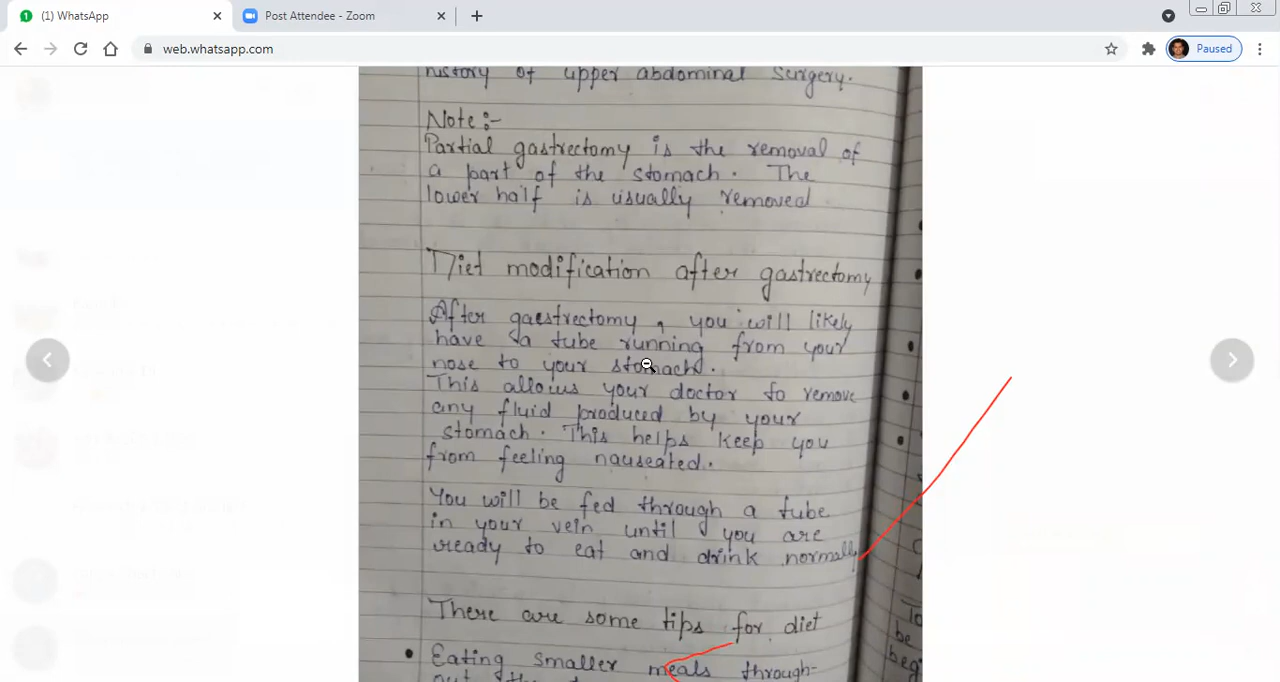 (1) WhatsApp
Post Attendee - Zoom
web.whatsapp.com
Paused
history of upper abdominal surgery.
Note:-
Partial gastrectomy is the removal of
a part of the stomach. The
lower half is usually removed
Diet modification after gastrectomy
After gaestrectomy, you will likely
have a tube running from your
nose to your stomach.
This allows your doctor to remove
any fluid produced by your
stomach. This helps keep you
from feeling nauseated.
You will be fed through a tube
in your vein until you are
ready to eat and drink normally
There are some tips for diet
• Eating smaller meals through-
To
be
beg